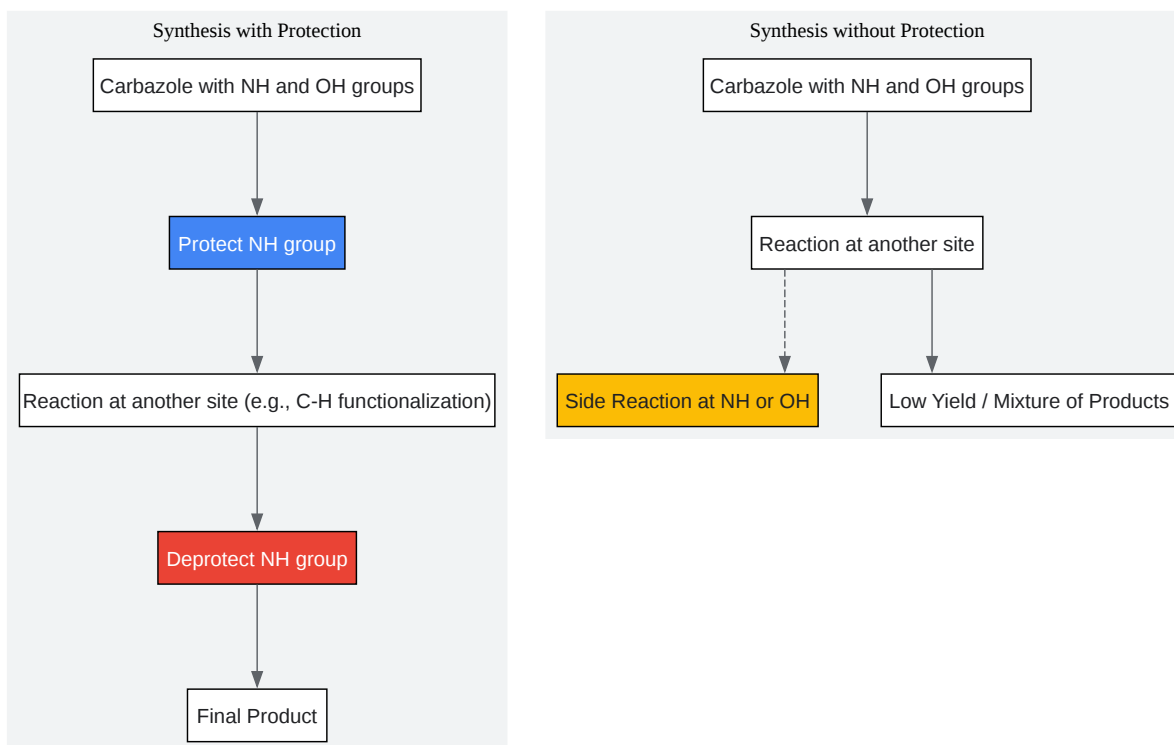 Synthesis with Protection
Carbazole with NH and OH groups
Protect NH group
Reaction at another site (e.g., C-H functionalization)
Deprotect NH group
Final Product
Synthesis without Protection
Carbazole with NH and OH groups
Reaction at another site
Side Reaction at NH or OH
Low Yield / Mixture of Products